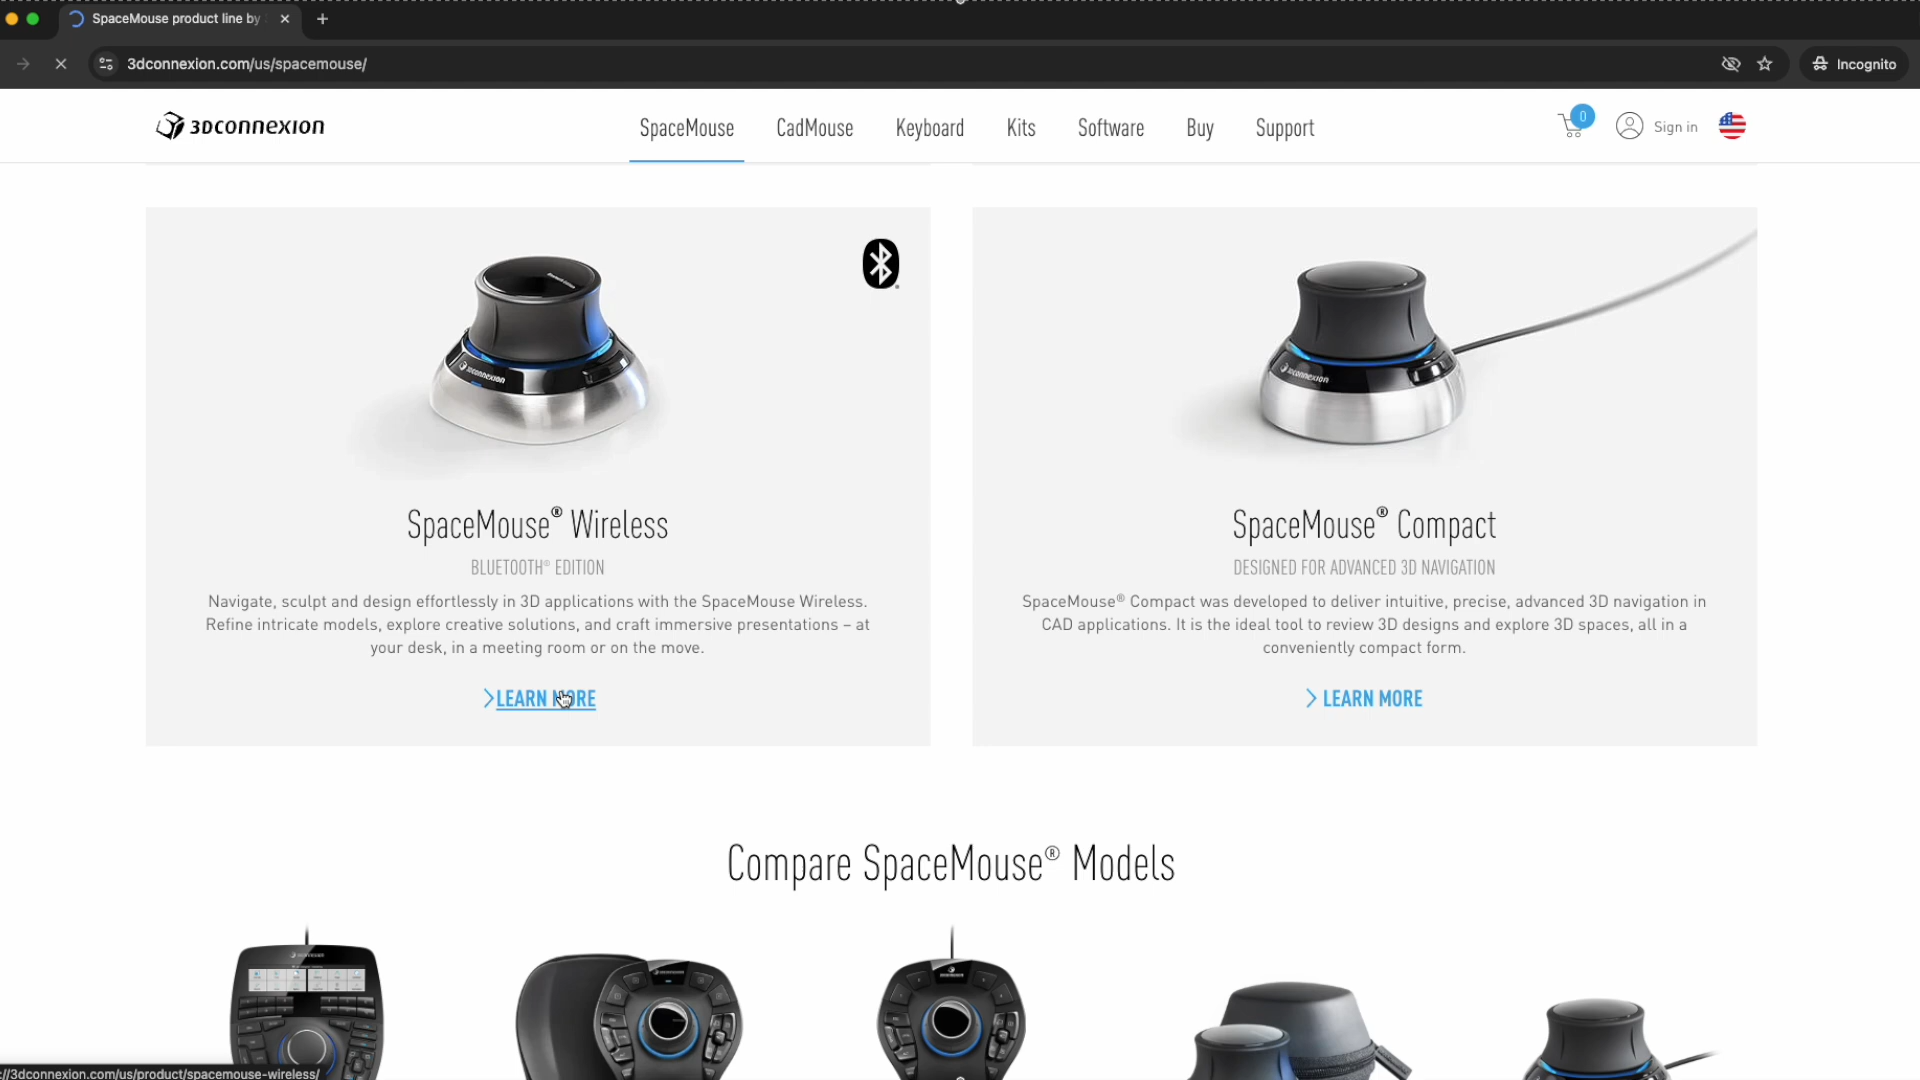 SpaceMouse product line by
3dconnexion.com/us/spacemouse/
Incognito
3DCONNEXION
SpaceMouse
CadMouse
Keyboard
Kits
Software
Buy
Support
0
Sign in
3DCONNEXION
3DCONNEXION
SpaceMouse® Wireless
BLUETOOTH® EDITION
Navigate, sculpt and design effortlessly in 3D applications with the SpaceMouse Wireless.
Refine intricate models, explore creative solutions, and craft immersive presentations – at
your desk, in a meeting room or on the move.
LEARN MORE
SpaceMouse® Compact
DESIGNED FOR ADVANCED 3D NAVIGATION
SpaceMouse® Compact was developed to deliver intuitive, precise, advanced 3D navigation in
CAD applications. It is the ideal tool to review 3D designs and explore 3D spaces, all in a
conveniently compact form.
LEARN MORE
Compare SpaceMouse® Models
://3dconnexion.com/us/product/spacemouse-wireless/